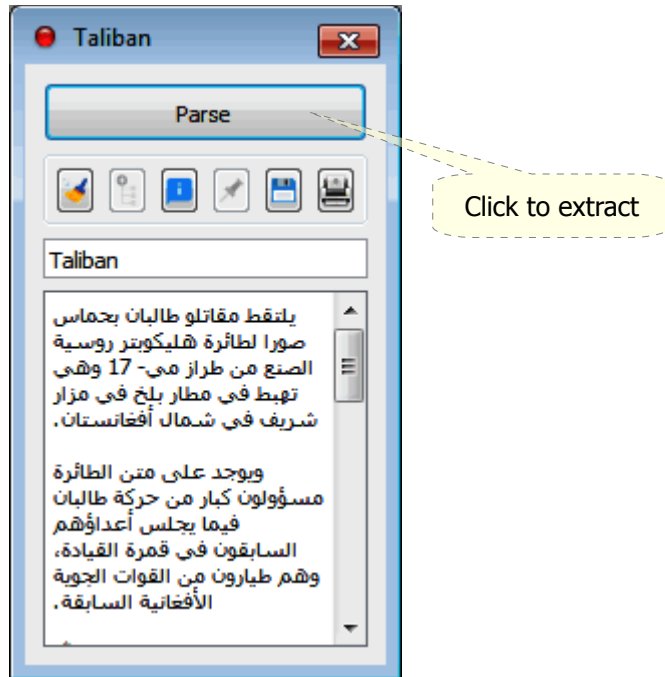 Taliban
Parse
Click to extract
Taliban
يلتقط مقاتلو طالبان بحماس
صورا لطائرة هليكوبتر روسية
الصنع من طراز مي- 17 وهي
تهبط في مطار بلخ في مزار
شريف في شمال أفغانستان.
ويوجد على متن الطائرة
مسؤولون كبار من حركة طالبان
فيما يجلس أعداؤهم
السابقون في قمرة القيادة،
وهم طيارون من القوات الجوية
الأفغانية السابقة.